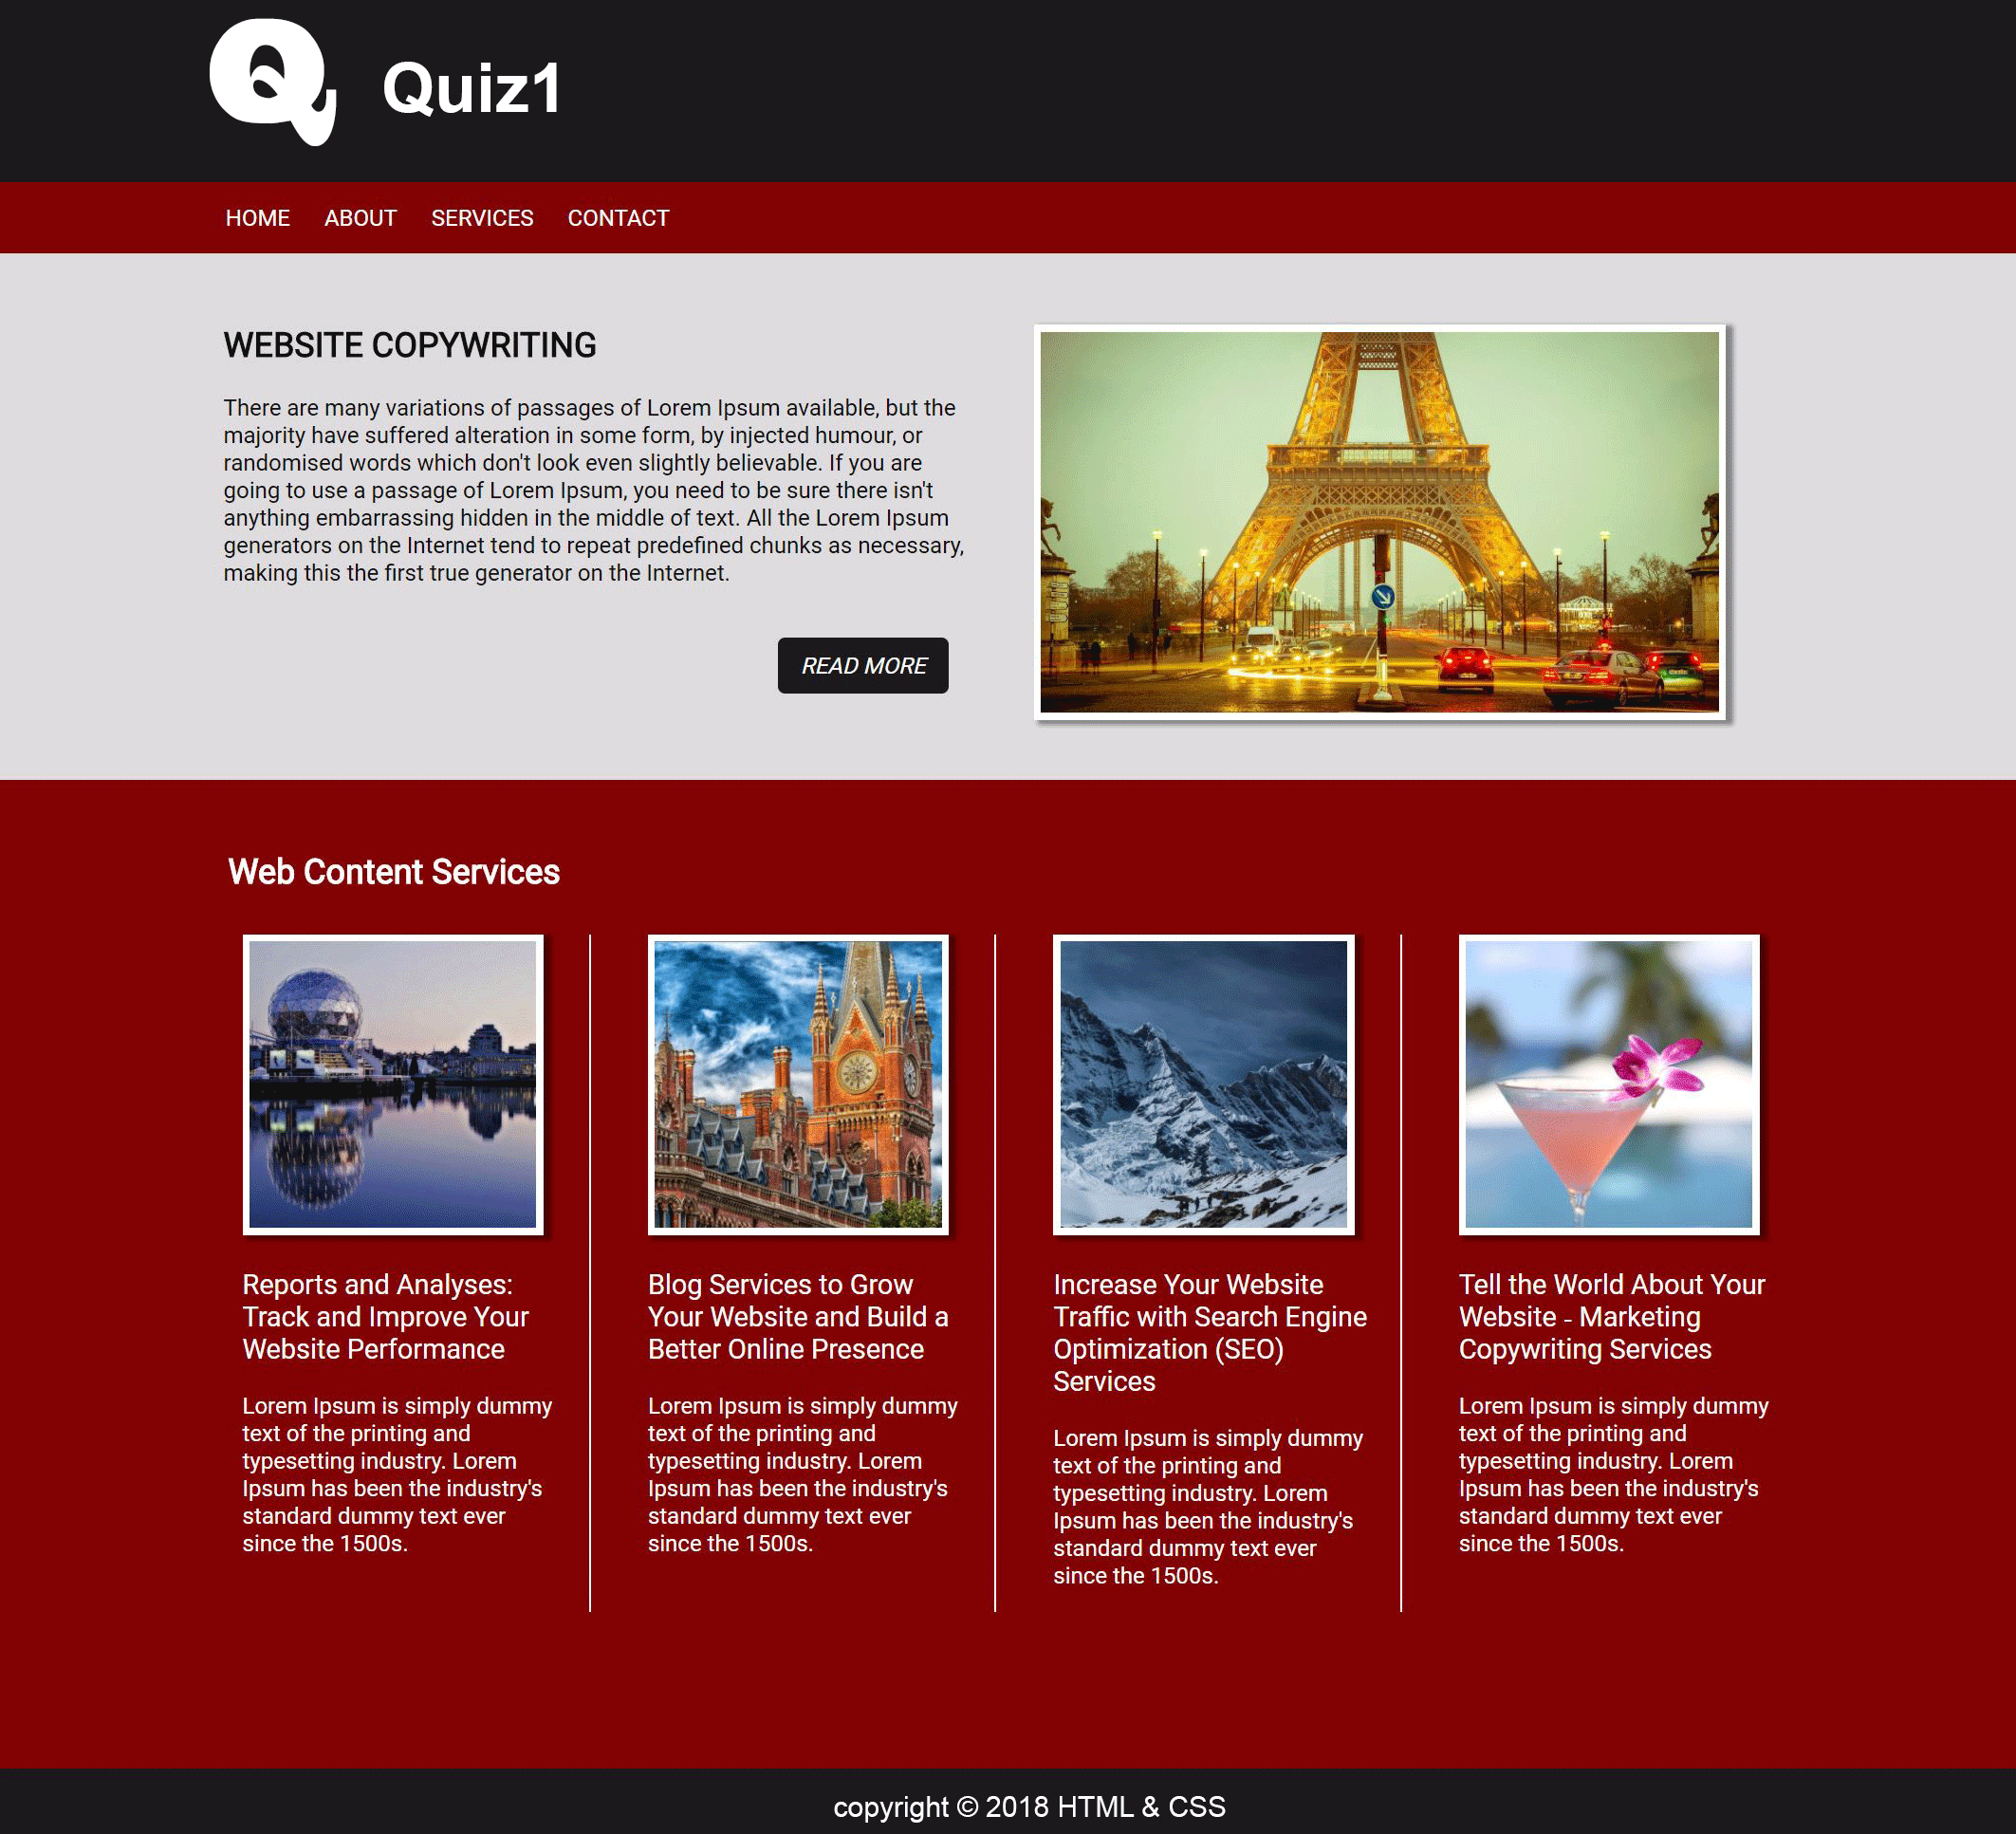 Q
Quiz1
HOME ABOUT SERVICES CONTACT
WEBSITE COPYWRITING
There are many variations of passages of Lorem Ipsum available, but the
majority have suffered alteration in some form, by injected humour, or
randomised words which don't look even slightly believable. If you are
going to use a passage of Lorem Ipsum, you need to be sure there isn't
anything embarrassing hidden in the middle of text. All the Lorem Ipsum
generators on the Internet tend to repeat predefined chunks as necessary,
making this the first true generator on the Internet.
READ MORE
Web Content Services
Reports and Analyses:
Track and Improve Your
Website Performance
Lorem Ipsum is simply dummy
text of the printing and
typesetting industry. Lorem
Ipsum has been the industry's
standard dummy text ever
since the 1500s.
Blog Services to Grow
Your Website and Build a
Better Online Presence
Lorem Ipsum is simply dummy
text of the printing and
typesetting industry. Lorem
Ipsum has been the industry's
standard dummy text ever
since the 1500s.
Increase Your Website
Traffic with Search Engine
Optimization (SEO)
Services
Lorem Ipsum is simply dummy
text of the printing and
typesetting industry. Lorem
Ipsum has been the industry's
standard dummy text ever
since the 1500s.
Tell the World About Your
Website - Marketing
Copywriting Services
Lorem Ipsum is simply dummy
text of the printing and
typesetting industry. Lorem
Ipsum has been the industry's
standard dummy text ever
since the 1500s.
copyright © 2018 HTML & CSS